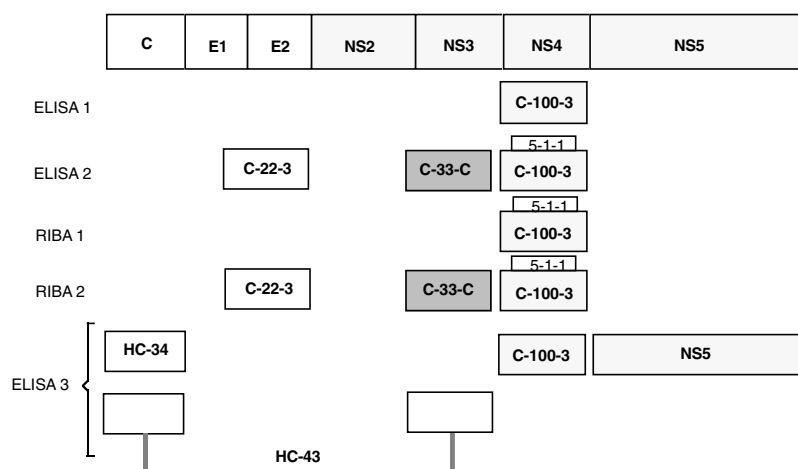 C E1 E2 NS2 NS3 NS4 NS5
ELISA 1 C-100-3
5-1-1
ELISA 2 C-22-3 C-33-C C-100-3
5-1-1
RIBA 1 C-100-3
5-1-1
RIBA 2 C-22-3 C-33-C C-100-3
HC-34 C-100-3 NS5
ELISA 3
HC-43